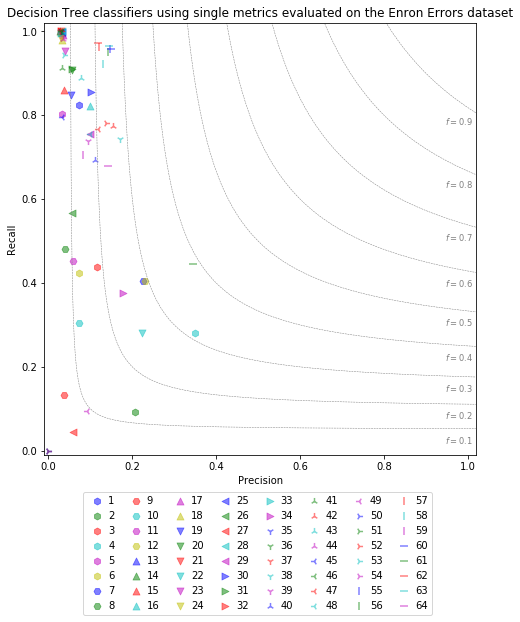 Decision Tree classifiers using single metrics evaluated on the Enron Errors dataset
1.0
0.8
0.6
0.4
0.2
0.0
Recall
f = 0.9
f = 0.8
f = 0.7
f = 0.6
f = 0.5
f = 0.4
f = 0.3
f = 0.2
f = 0.1
0.0 0.2 0.4 0.6 0.8 1.0
Precision
1 9 17 25 33 41 49 57
2 10 18 26 34 42 50 58
3 11 19 27 35 43 51 59
4 12 20 28 36 44 52 60
5 13 21 29 37 45 53 61
6 14 22 30 38 46 54 62
7 15 23 31 39 47 55 63
8 16 24 32 40 48 56 64